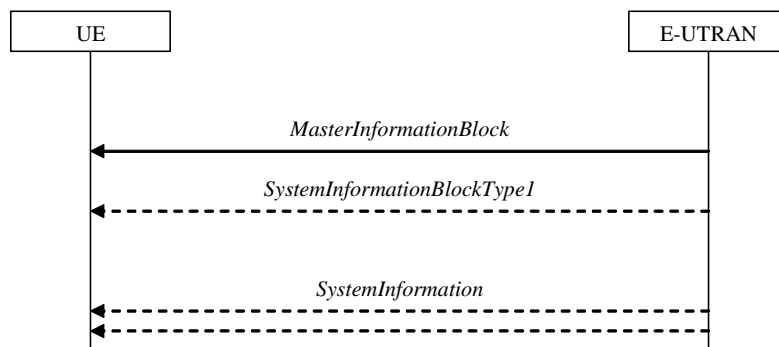 UE
E-UTRAN
MasterInformationBlock
SystemInformationBlockType1
SystemInformation